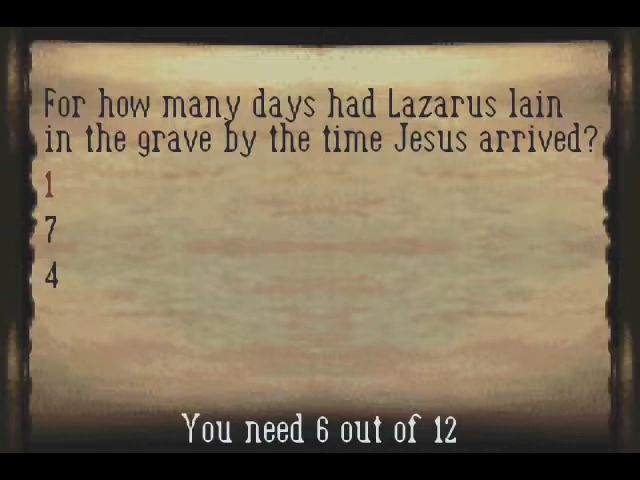 For how many days had Lazarus lain
in the grave by the time Jesus arrived?
1
7
4
You need 6 out of 12